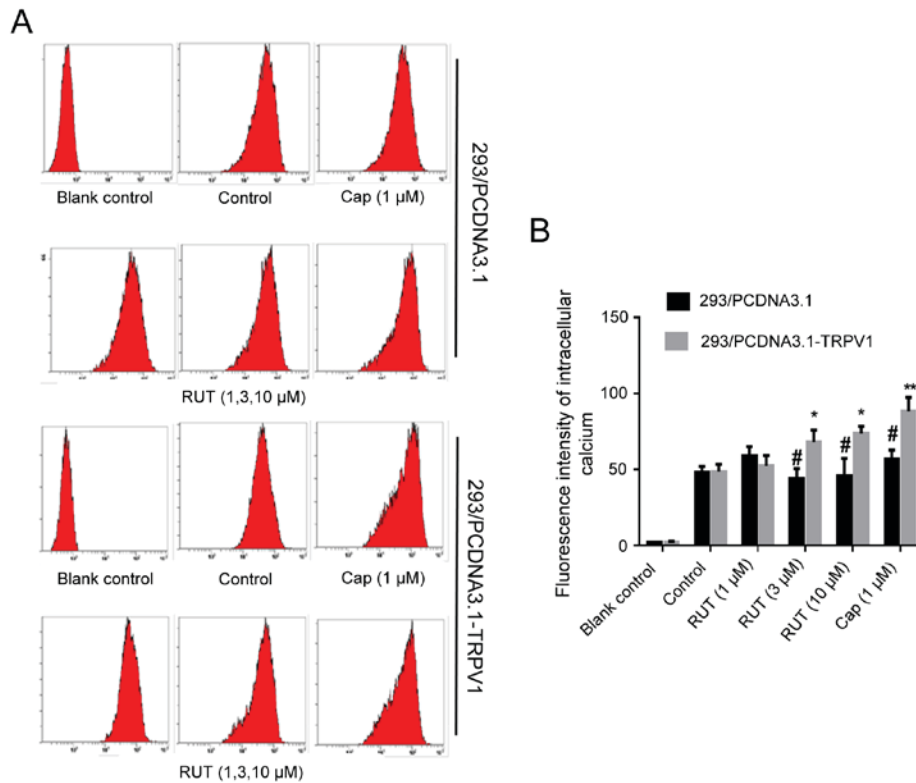 A
Blank control
Control
Cap (1 µM)
293/PCDNA3.1
RUT (1,3,10 µM)
Blank control
Control
Cap (1 µM)
293/PCDNA3.1-TRPV1
RUT (1,3,10 µM)
B
293/PCDNA3.1
293/PCDNA3.1-TRPV1
Fluorescence intensity of intracellular
calcium
150
100
50
0
#
*
#
*
#
**
Blank control
Control
RUT (1 µM)
RUT (3 µM)
RUT (10 µM)
Cap (1 µM)